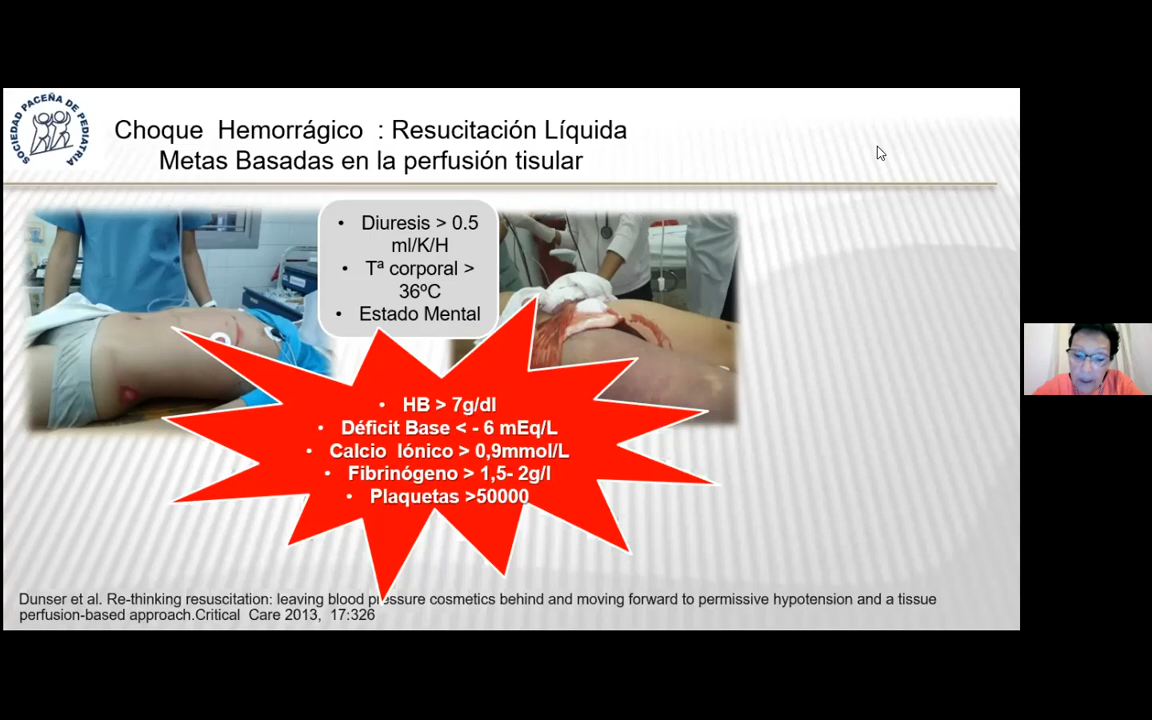 SOCIEDAD PACEÑA DE PEDIATRIA
Choque Hemorrágico : Resucitación Líquida
Metas Basadas en la perfusión tisular
• Diuresis > 0.5
ml/K/H
• Tª corporal >
36ºC
• Estado Mental
• HB > 7g/dl
• Déficit Base < - 6 mEq/L
• Calcio Iónico > 0,9mmol/L
• Fibrinógeno > 1,5- 2g/l
• Plaquetas >50000
Dunser et al. Re-thinking resuscitation: leaving blood pressure cosmetics behind and moving forward to permissive hypotension and a tissue
perfusion-based approach.Critical Care 2013, 17:326